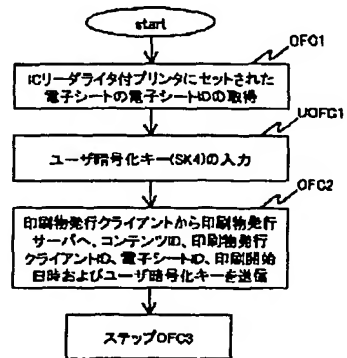 start
OFC1
ICリーダライタ付プリンタにセットされた
電子シートの電子シートIDの取得
UOFC1
ユーザ暗号化キー(SK4)の入力
OFC2
印刷物発行クライアントから印刷物発行
サーバへ、コンテンツID、印刷物発行
クライアントID、電子シートID、印刷開始
日時およびユーザ暗号化キーを送信
ステップOFC3